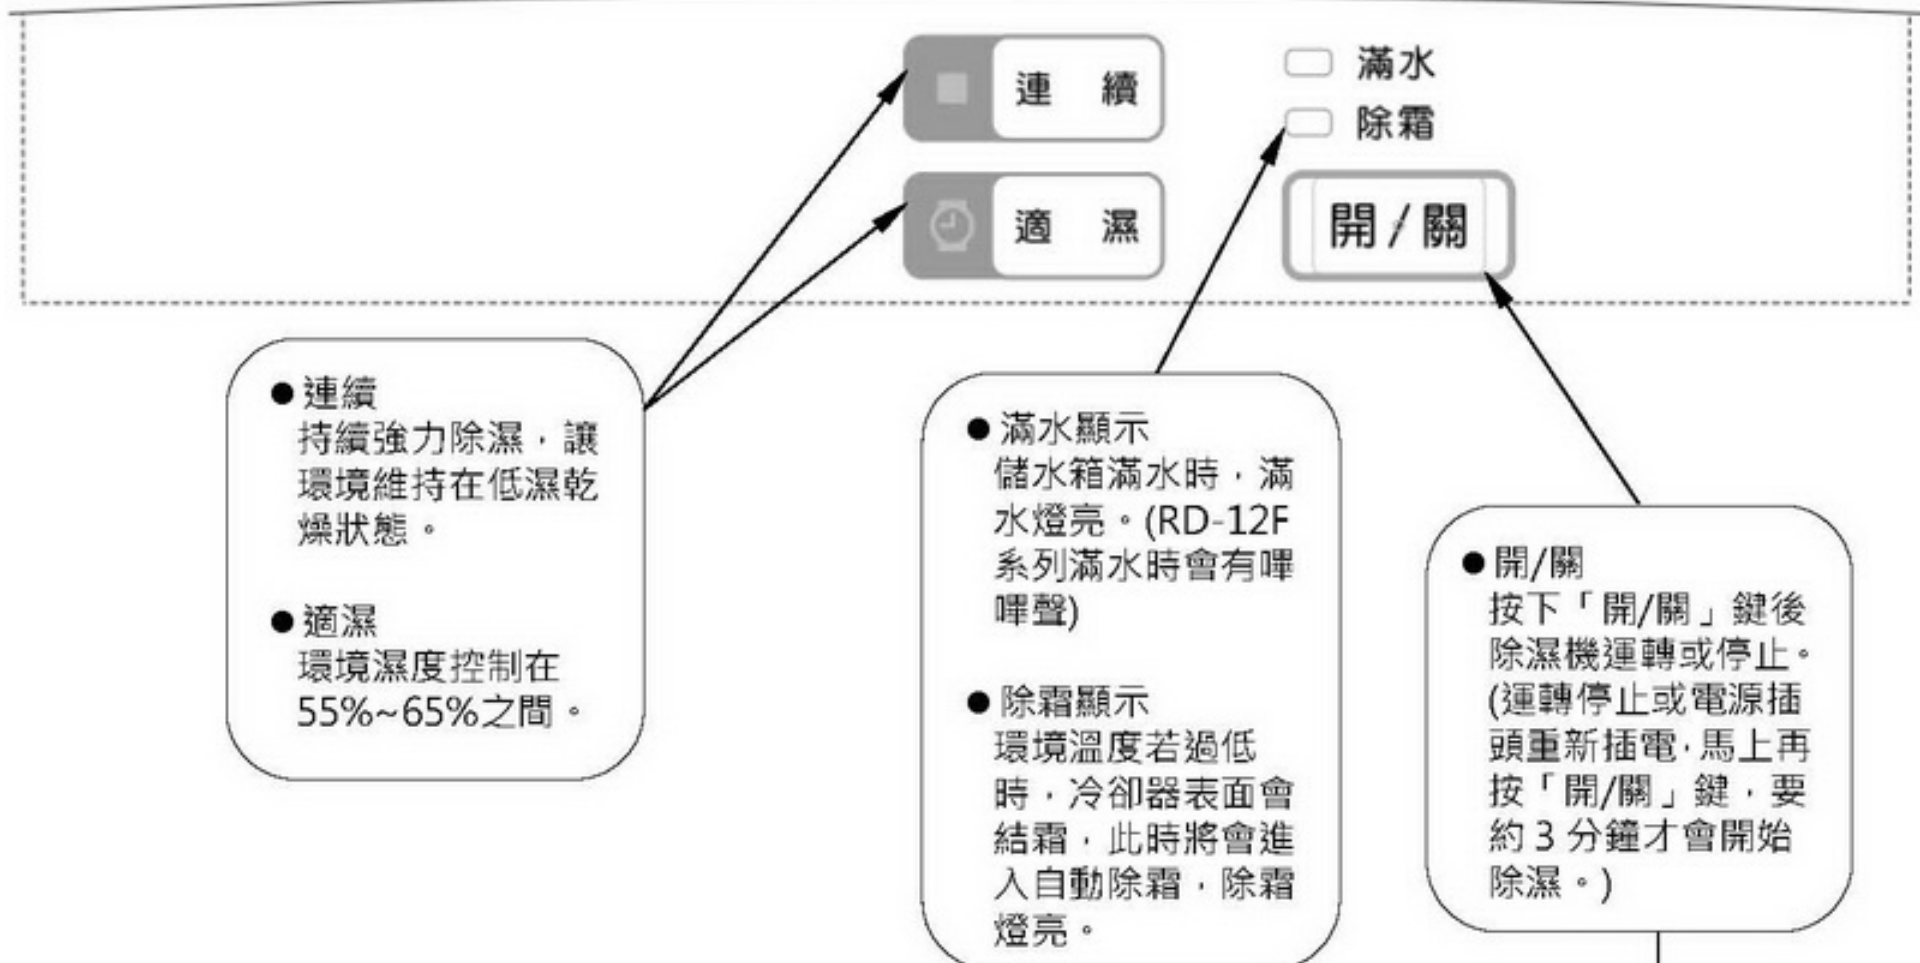 連 續
滿水
除霜
適 濕
開/關
●連續
持續強力除濕，讓
環境維持在低濕乾
燥狀態。
●適濕
環境濕度控制在
55%~65%之間。
●滿水顯示
儲水箱滿水時，滿
水燈亮。(RD-12F
系列滿水時會有嗶
嗶聲)
●除霜顯示
環境溫度若過低
時，冷卻器表面會
結霜，此時將會進
入自動除霜，除霜
燈亮。
●開/關
按下「開/關」鍵後
除濕機運轉或停止。
(運轉停止或電源插
頭重新插電,馬上再
按「開/關」鍵，要
約3分鐘才會開始
除濕。)